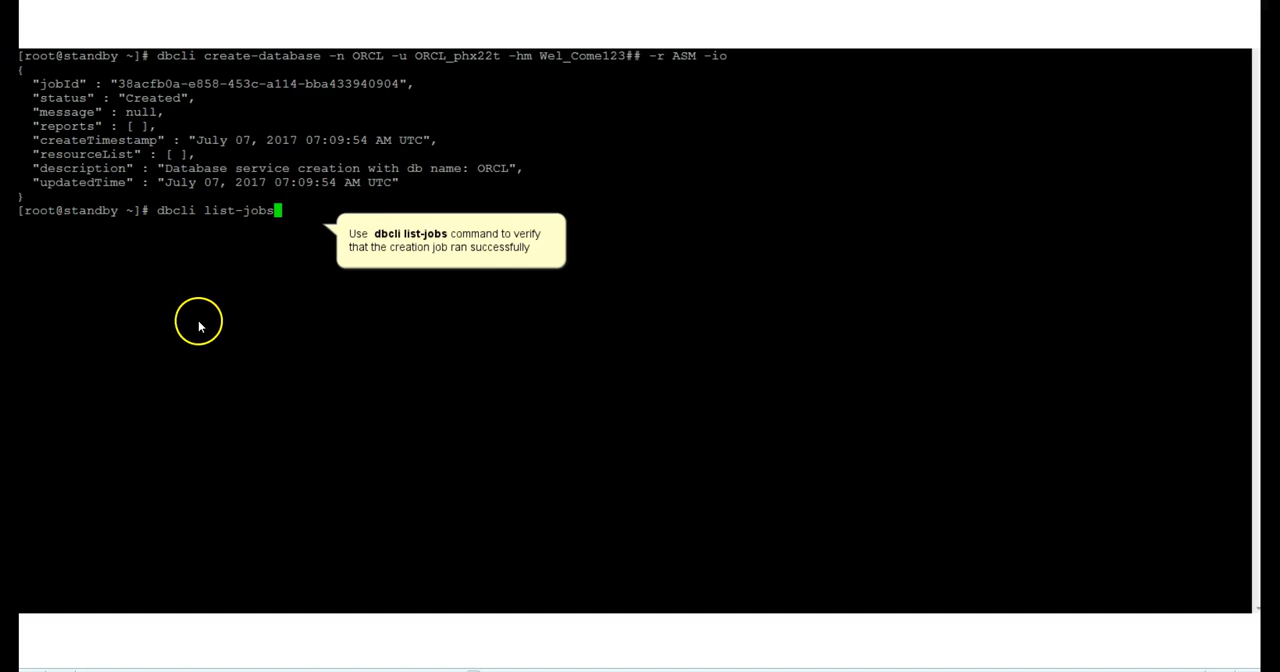 [root@standby ~]# dbcli create-database -n ORCL -u ORCL_phx22t -hm Wel_Come123## -r ASM -io
{
  "jobId" : "38acfb0a-e858-453c-a114-bba433940904",
  "status" : "Created",
  "message" : null,
  "reports" : [ ],
  "createTimestamp" : "July 07, 2017 07:09:54 AM UTC",
  "resourceList" : [ ],
  "description" : "Database service creation with db name: ORCL",
  "updatedTime" : "July 07, 2017 07:09:54 AM UTC"
}
[root@standby ~]# dbcli list-jobs
Use dbcli list-jobs command to verify
that the creation job ran successfully